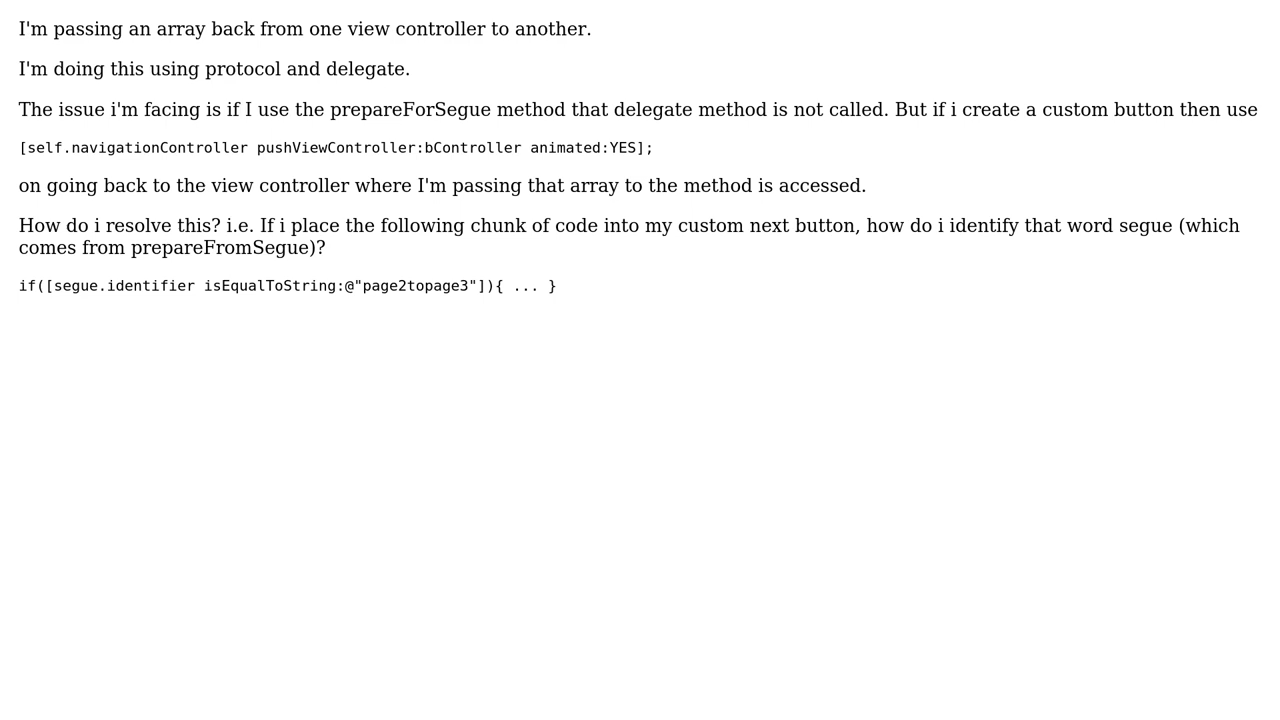 I'm passing an array back from one view controller to another.
I'm doing this using protocol and delegate.
The issue i'm facing is if I use the prepareForSegue method that delegate method is not called. But if i create a custom button then use
[self.navigationController pushViewController:bController animated:YES];
on going back to the view controller where I'm passing that array to the method is accessed.
How do i resolve this? i.e. If i place the following chunk of code into my custom next button, how do i identify that word segue (which
comes from prepareFromSegue)?
if([segue.identifier isEqualToString:@"page2topage3"]){ ... }